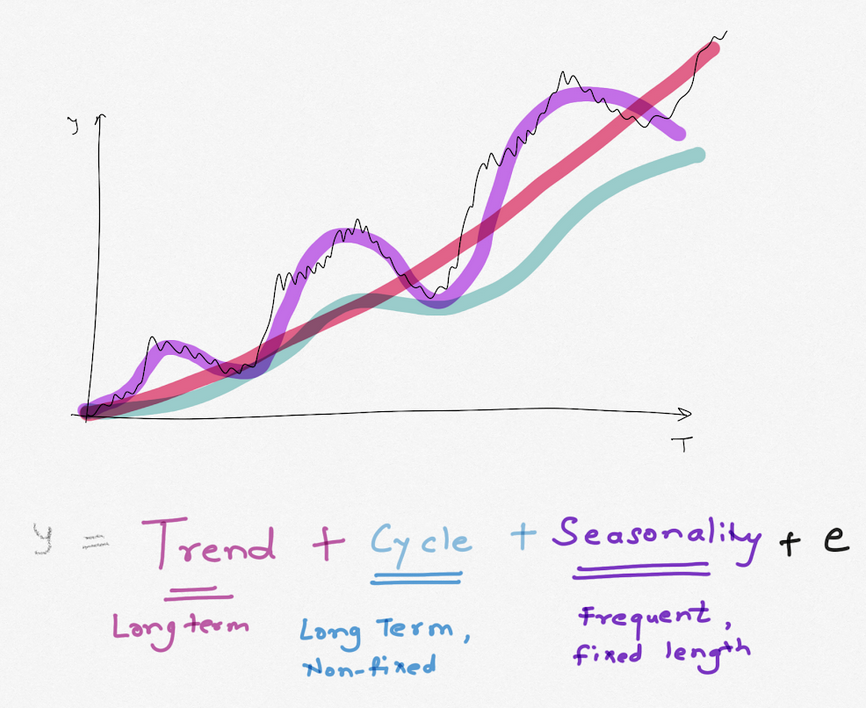 y
T
y = Trend + Cycle + Seasonality + e
Long term
Long Term,
Non-fixed
Frequent,
fixed length